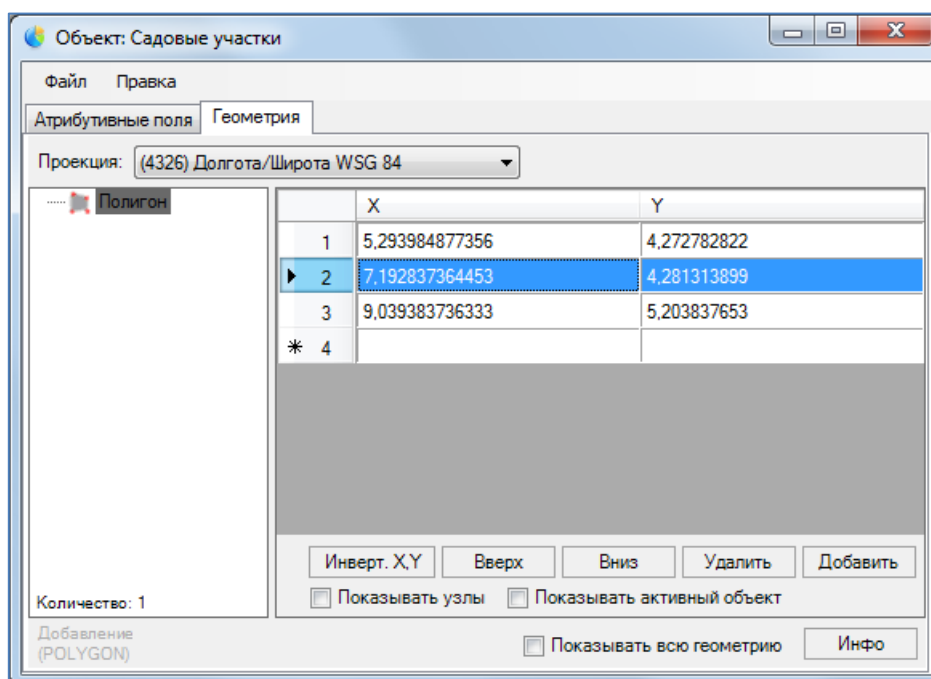 Объект: Садовые участки
Файл Правка
Атрибутивные поля Геометрия
Проекция: (4326) Долгота/Широта WSG 84
Полигон
X Y
1 5,293984877356 4,272782822
2 7,192837364453 4,281313899
3 9,039383736333 5,203837653
4
Инверт. X,Y Вверх Вниз Удалить Добавить
Показывать узлы Показывать активный объект
Количество: 1
Добавление
(POLYGON)
Показывать всю геометрию Инфо